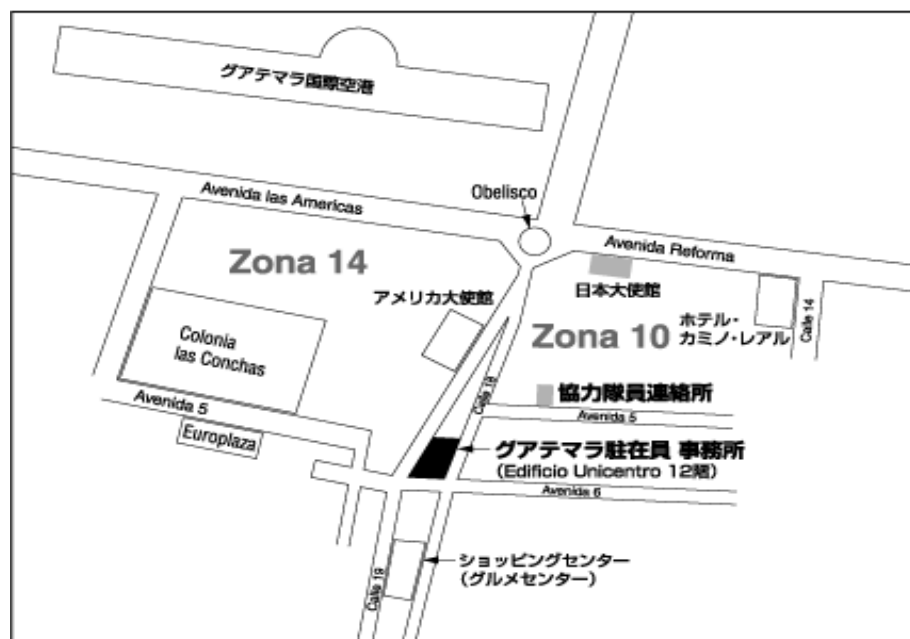 グアテマラ国際空港
Avenida las Americas
Obelisco
Avenida Reforma
Zona 14
アメリカ大使館
日本大使館
Zona 10
ホテル・
カミノ・レアル
Calle 14
Colonia
las Conchas
Calle 18
協力隊員連絡所
Avenida 5
Avenida 5
Europlaza
グアテマラ駐在員 事務所
(Edificio Unicentro 12階)
Avenida 6
ショッピングセンター
(グルメセンター)
Calle 19